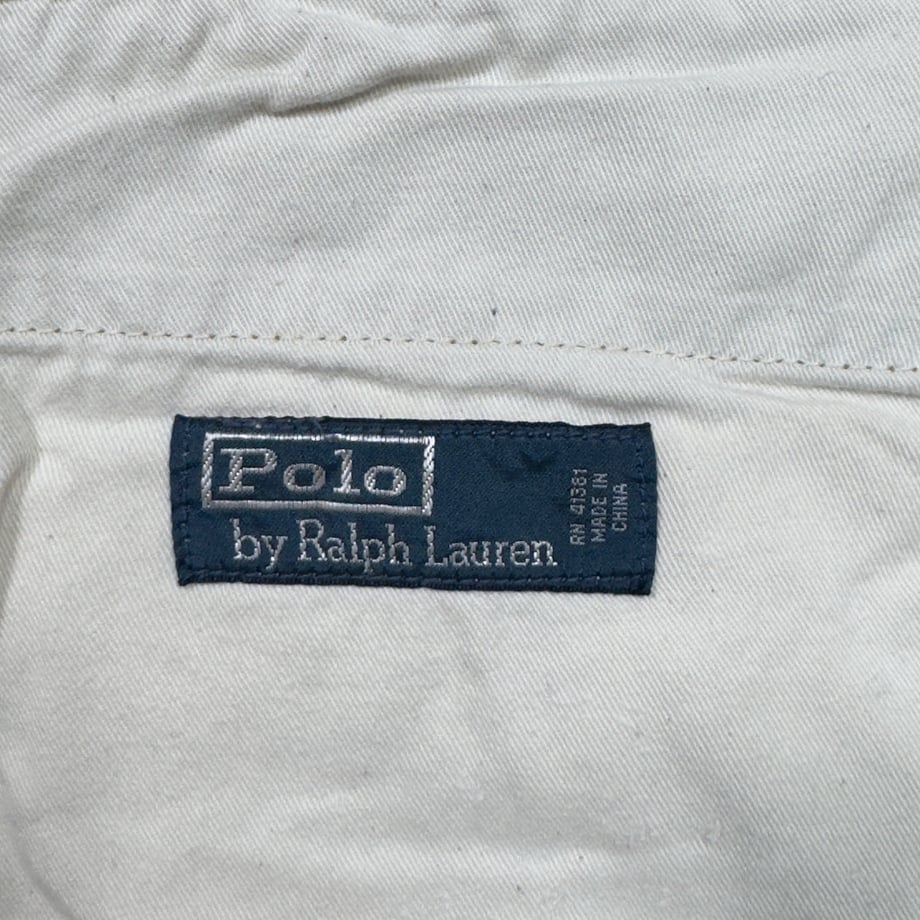 Polo
by Ralph Lauren
RN 41381
MADE IN
CHINA